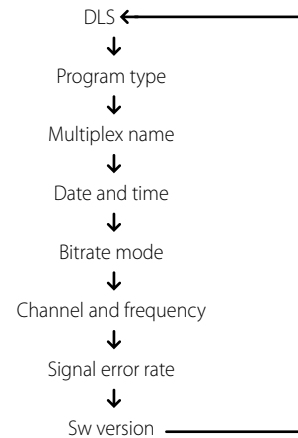 DLS
Program type
Multiplex name
Date and time
Bitrate mode
Channel and frequency
Signal error rate
Sw version